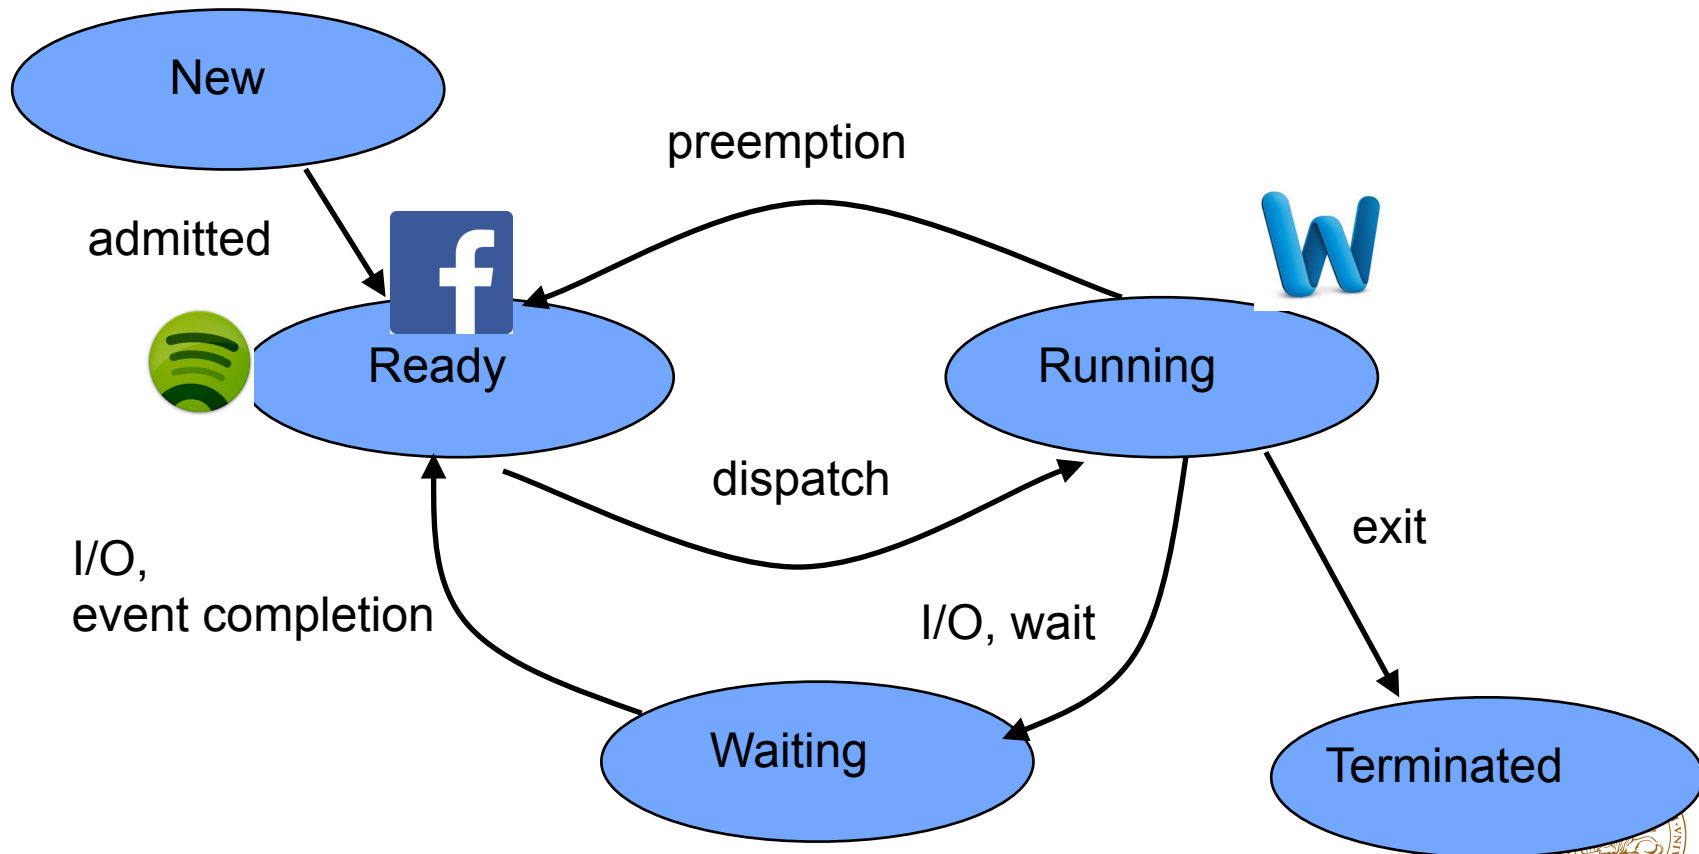 New
preemption
admitted
Ready
Running
dispatch
I/O,
event completion
exit
I/O, wait
Waiting
Terminated